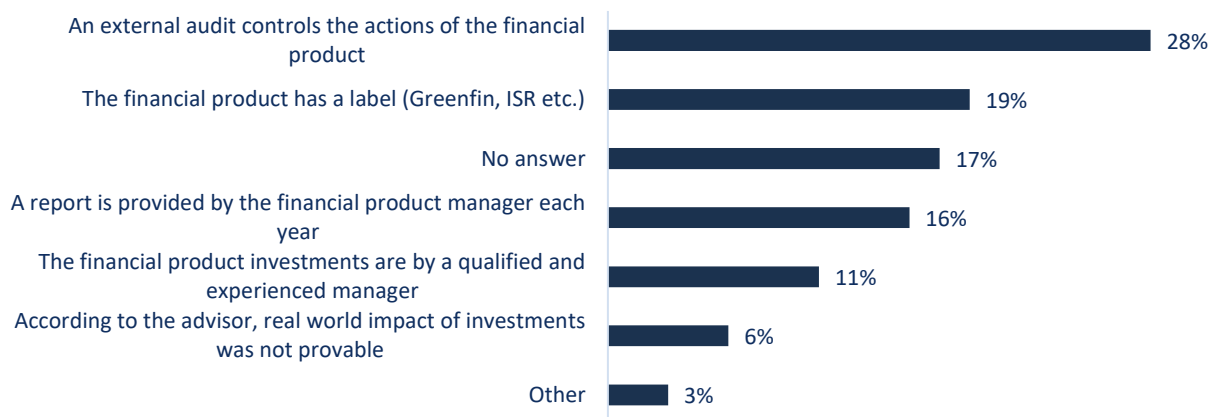 An external audit controls the actions of the financial
product
28%
The financial product has a label (Greenfin, ISR etc.)
19%
No answer
17%
A report is provided by the financial product manager each
year
16%
The financial product investments are by a qualified and
experienced manager
11%
According to the advisor, real world impact of investments
was not provable
6%
Other
3%